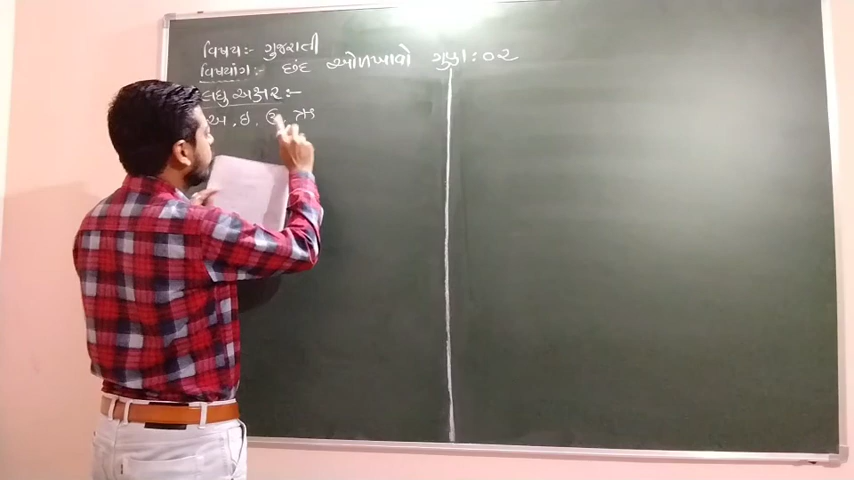 વિષય:- ગુજરાતી
વિષયાંગ:- છંદ ઓળખાવો ગુણ : ૦૨
લઘુ અક્ષર :-
અ, ઇ, ઉ, ઋ